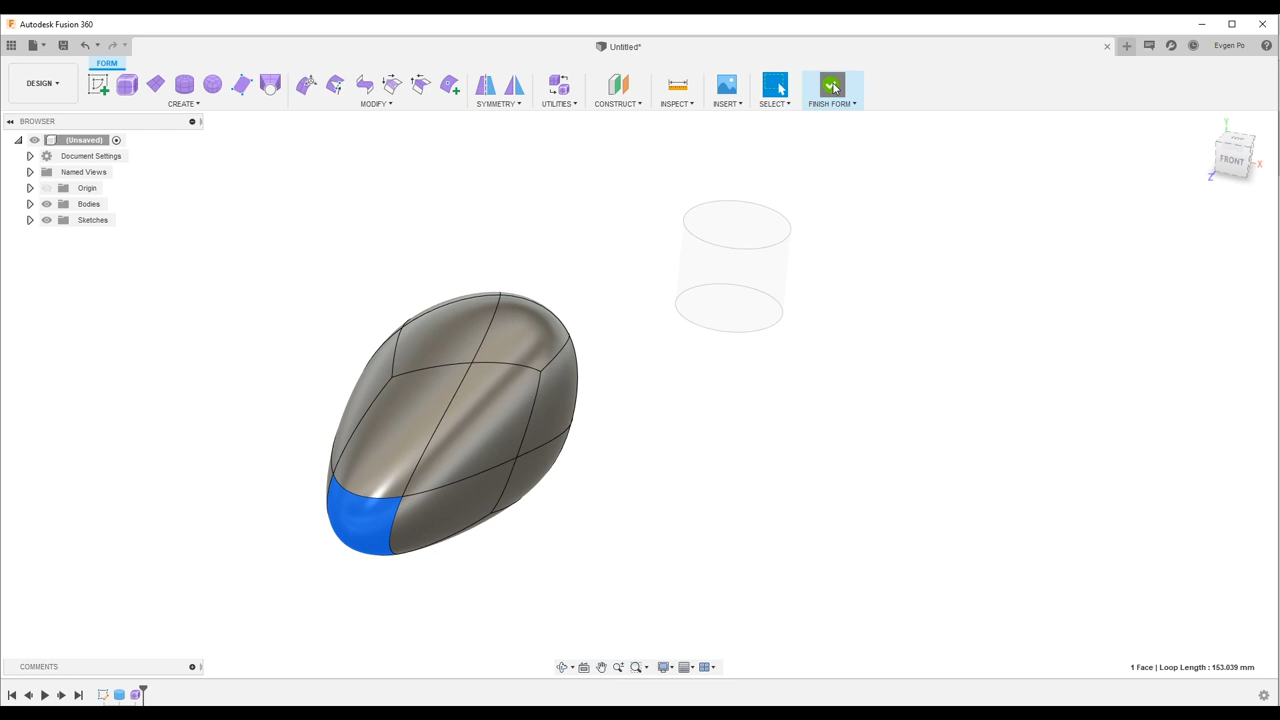 Autodesk Fusion 360
Untitled*
Evgen Po
DESIGN
FORM
CREATE
MODIFY
SYMMETRY
UTILITIES
CONSTRUCT
INSPECT
INSERT
SELECT
FINISH FORM
BROWSER
(Unsaved)
Document Settings
Named Views
Origin
Bodies
Sketches
Y
TOP
FRONT
X
Z
COMMENTS
1 Face | Loop Length : 153.039 mm